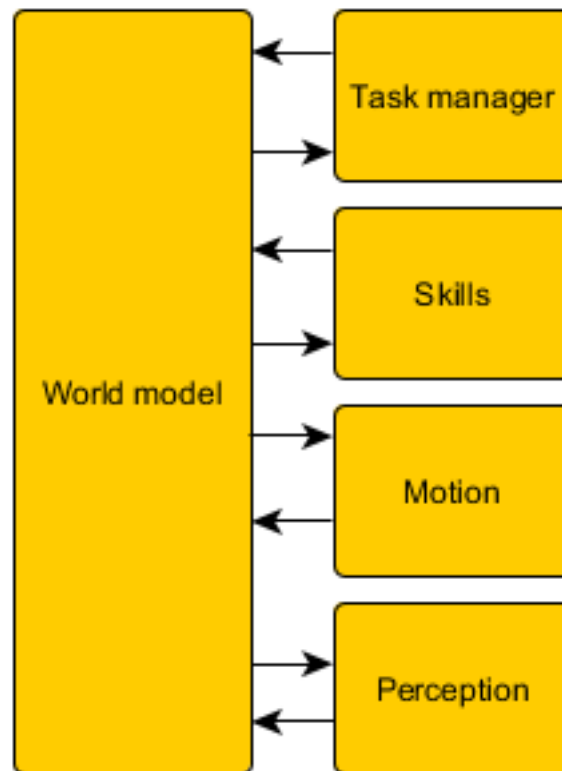 Task manager
Skills
World model
Motion
Perception